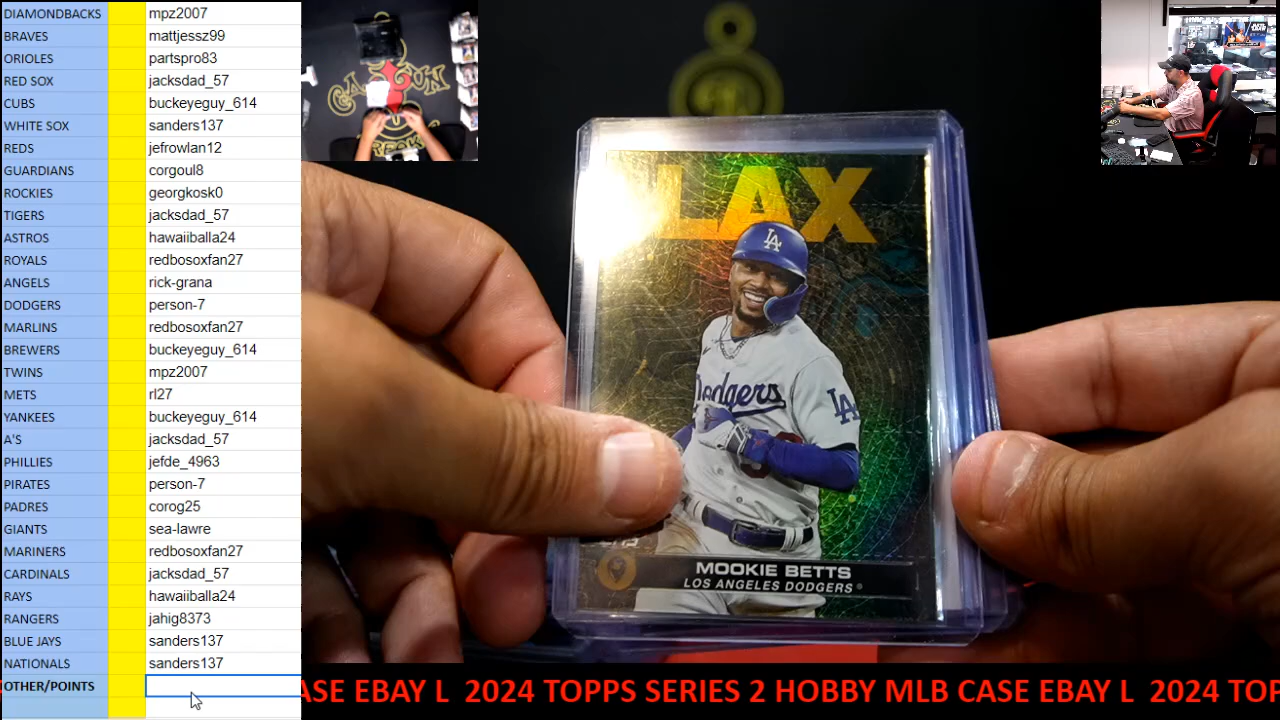 DIAMONDBACKS mpz2007
BRAVES mattjessz99
ORIOLES partspro83
RED SOX jacksdad_57
CUBS buckeyeguy_614
WHITE SOX sanders137
REDS jefrowlan12
GUARDIANS corgoul8
ROCKIES georgkosk0
TIGERS jacksdad_57
ASTROS hawaiiballa24
ROYALS redbosoxfan27
ANGELS rick-grana
DODGERS person-7
MARLINS redbosoxfan27
BREWERS buckeyeguy_614
TWINS mpz2007
METS rl27
YANKEES buckeyeguy_614
A'S jacksdad_57
PHILLIES jefde_4963
PIRATES person-7
PADRES corog25
GIANTS sea-lawre
MARINERS redbosoxfan27
CARDINALS jacksdad_57
RAYS hawaiiballa24
RANGERS jahig8373
BLUE JAYS sanders137
NATIONALS sanders137
OTHER/POINTS
LAX
LA
Dodgers
LA
MOOKIE BETTS
LOS ANGELES DODGERS®
ASE EBAY L 2024 TOPPS SERIES 2 HOBBY MLB CASE EBAY L 2024 TOP